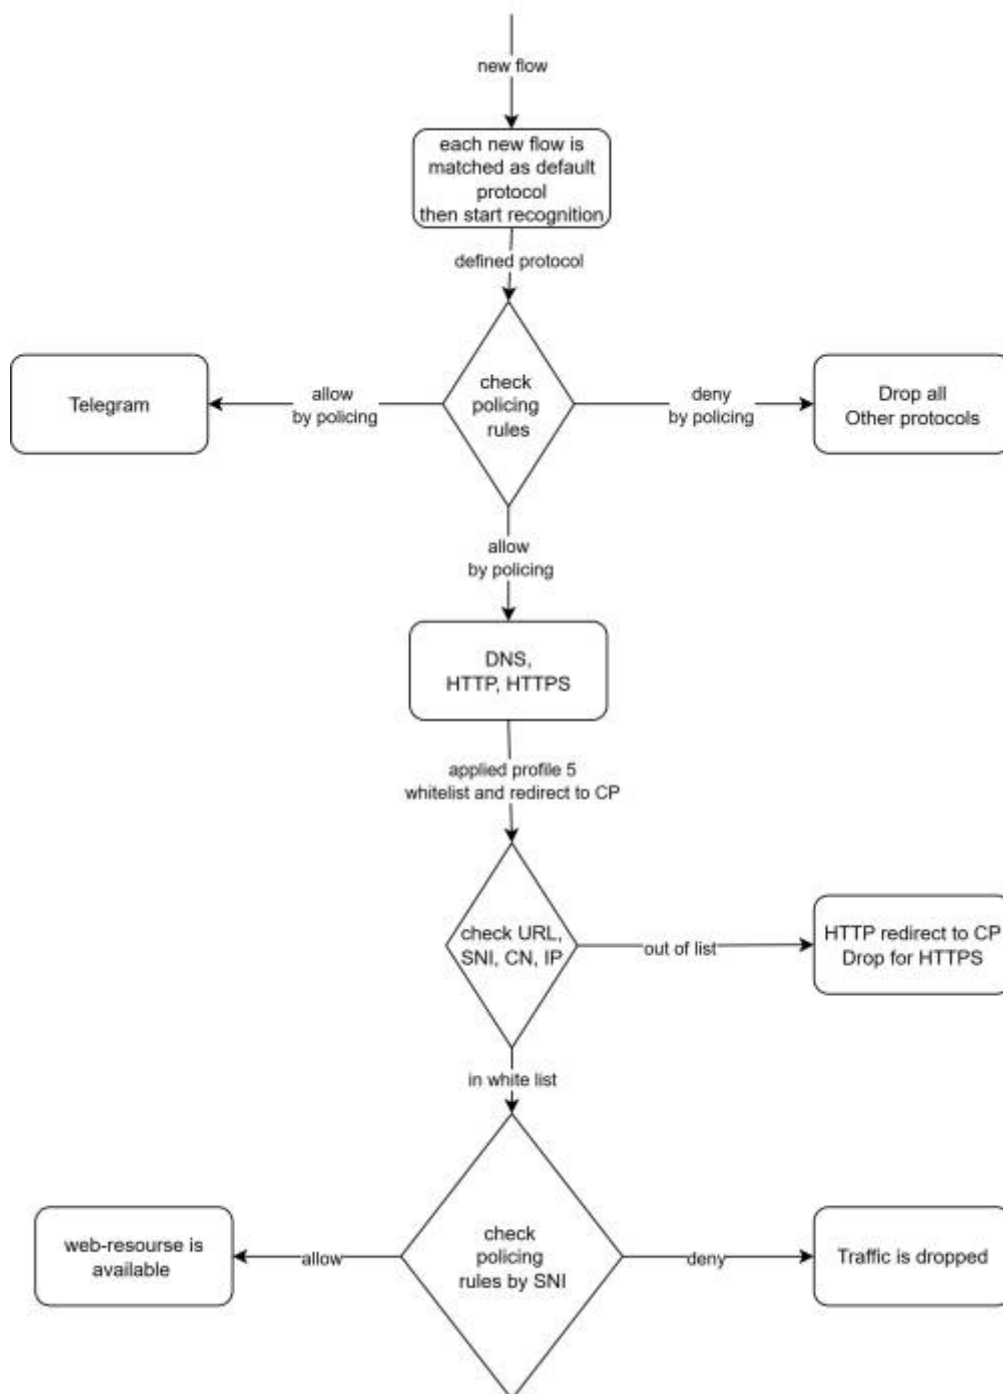 new flow
each new flow is
matched as default
protocol
then start recognition
defined protocol
Telegram
allow
by policing
check
policing
rules
deny
by policing
Drop all
Other protocols
allow
by policing
DNS,
HTTP, HTTPS
applied profile 5
whitelist and redirect to CP
check URL,
SNI, CN, IP
out of list
HTTP redirect to CP
Drop for HTTPS
in white list
web-resourse is
available
allow
check
policing
rules by SNI
deny
Traffic is dropped